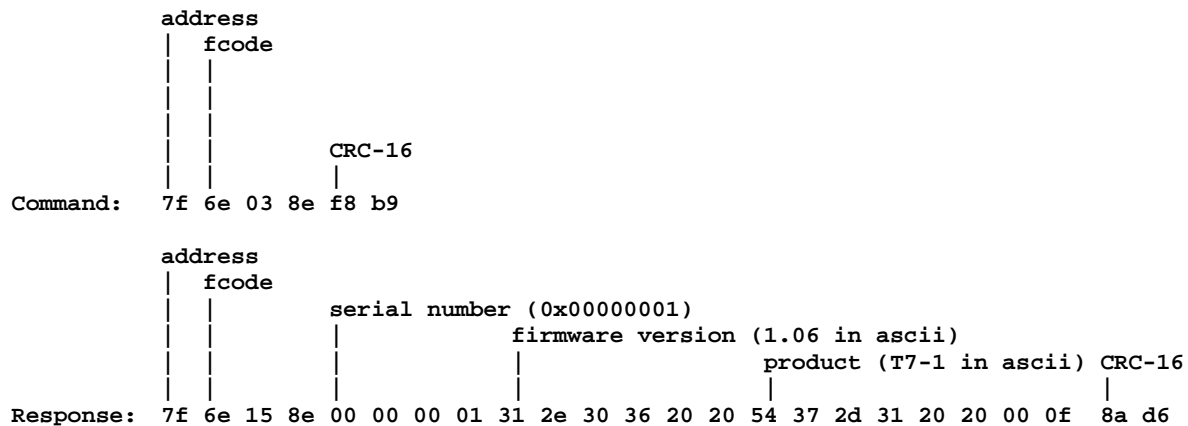 address
fcode
CRC-16
Command: 7f 6e 03 8e f8 b9
address
fcode
serial number (0x00000001)
firmware version (1.06 in ascii)
product (T7-1 in ascii) CRC-16
Response: 7f 6e 15 8e 00 00 00 01 31 2e 30 36 20 20 54 37 2d 31 20 20 00 0f 8a d6